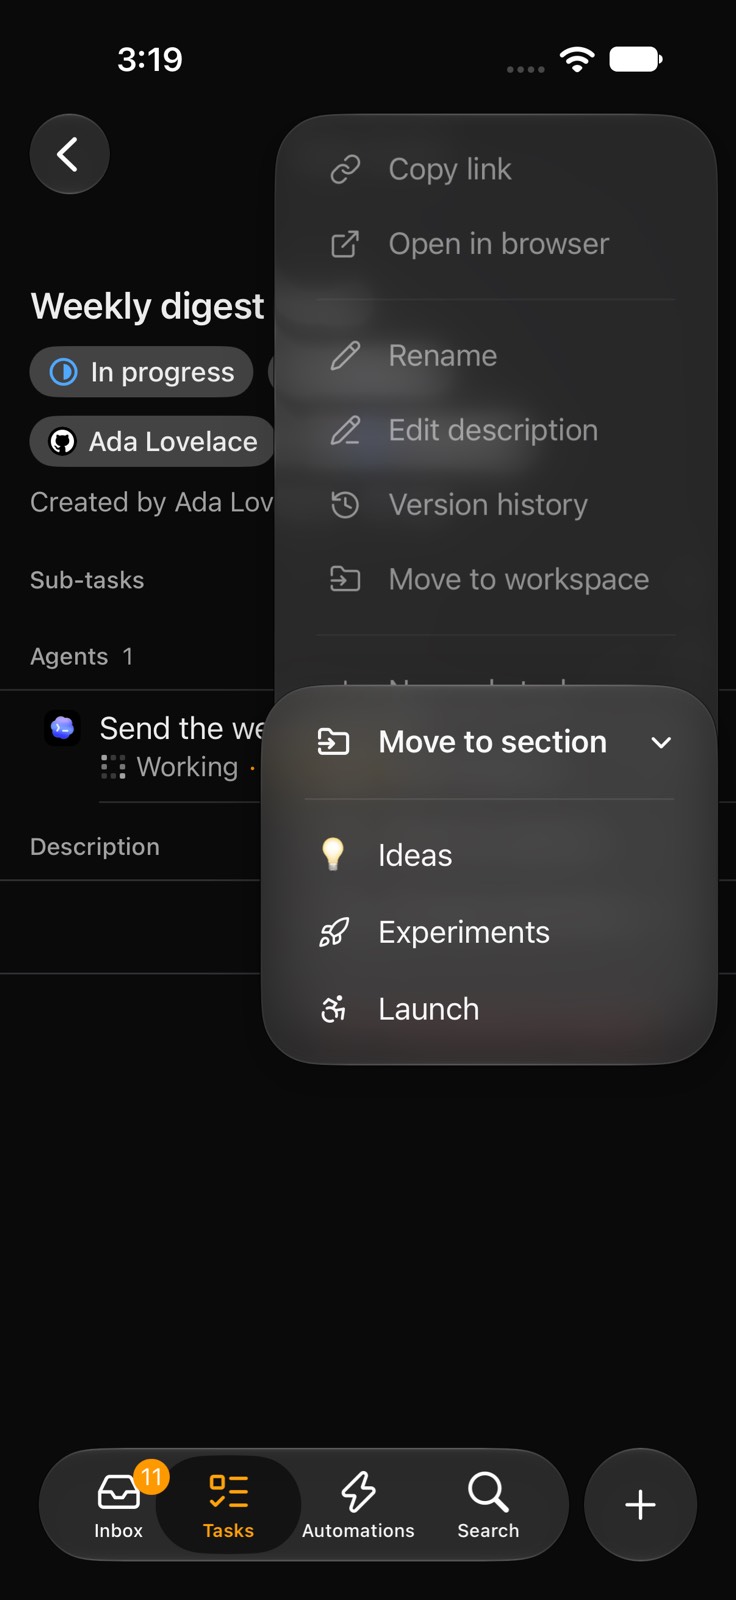 3:19
Copy link
Open in browser
Weekly digest
Rename
In progress
Edit description
Ada Lovelace
Version history
Created by Ada Lov
Move to workspace
Sub-tasks
Agents 1
Move to section
Send the we
Working ·
Ideas
Description
Experiments
Launch
11
Inbox
Tasks
Automations
Search